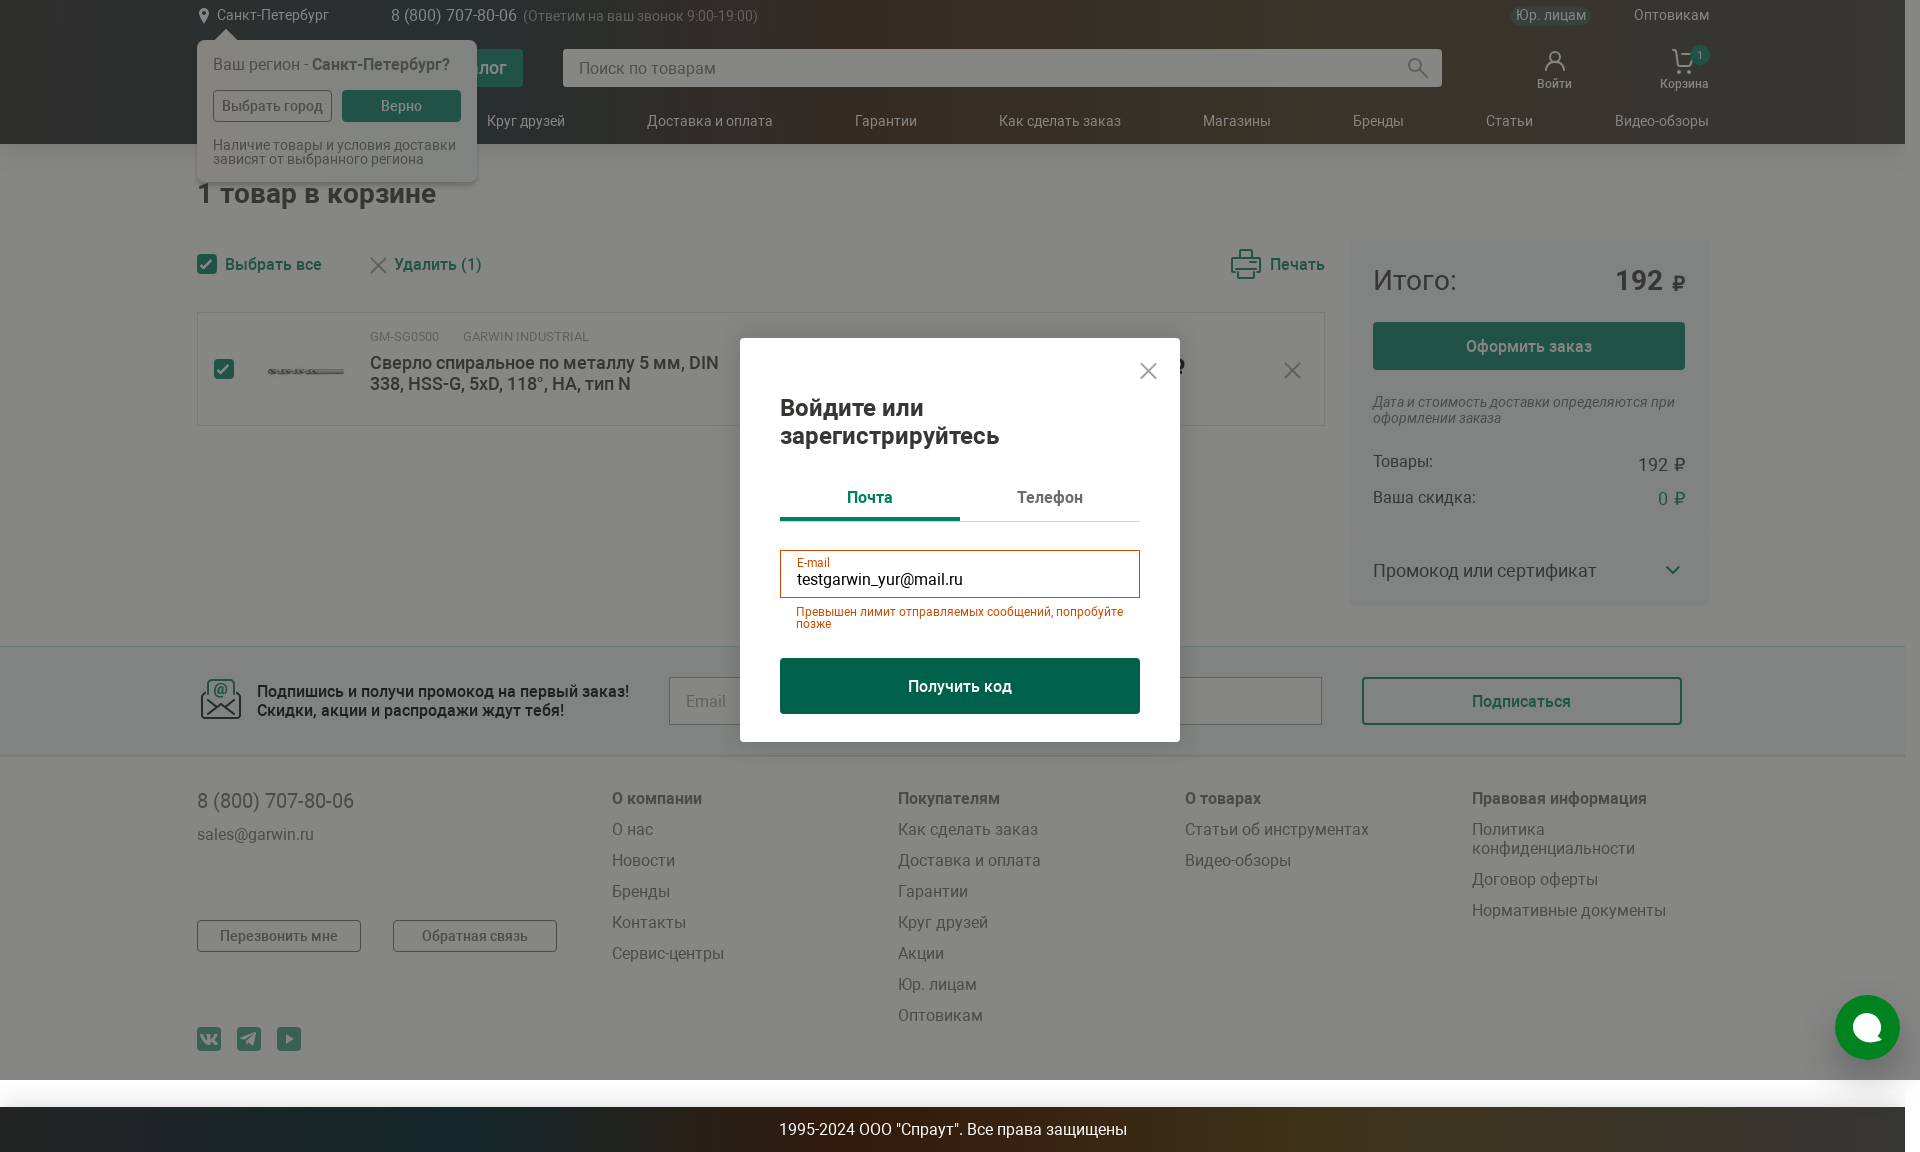 Санкт-Петербург
8 (800) 707-80-06 (Ответим на ваш звонок 9:00-19:00)
Юр. лицам
Оптовикам
Ваш регион - Санкт-Петербург?
Выбрать город
Верно
Наличие товары и условия доставки
зависят от выбранного региона
Поиск по товарам
Войти
1
Корзина
Круг друзей
Доставка и оплата
Гарантии
Как сделать заказ
Магазины
Бренды
Статьи
Видео-обзоры
1 товар в корзине
Выбрать все
Удалить (1)
Печать
GM-SG0500
GARWIN INDUSTRIAL
Сверло спиральное по металлу 5 мм, DIN
338, HSS-G, 5xD, 118°, HA, тип N
Итого:
192 ₽
Оформить заказ
Дата и стоимость доставки определяются при
оформлении заказа
Товары:
192 ₽
Ваша скидка:
0 ₽
Промокод или сертификат
Войдите или
зарегистрируйтесь
Почта
Телефон
E-mail
testgarwin_yur@mail.ru
Превышен лимит отправляемых сообщений, попробуйте
позже
Получить код
Подпишись и получи промокод на первый заказ!
Скидки, акции и распродажи ждут тебя!
Email
Подписаться
8 (800) 707-80-06
sales@garwin.ru
Перезвонить мне
Обратная связь
О компании
О нас
Новости
Бренды
Контакты
Сервис-центры
Покупателям
Как сделать заказ
Доставка и оплата
Гарантии
Круг друзей
Акции
Юр. лицам
Оптовикам
О товарах
Статьи об инструментах
Видео-обзоры
Правовая информация
Политика
конфиденциальности
Договор оферты
Нормативные документы
1995-2024 ООО "Спраут". Все права защищены